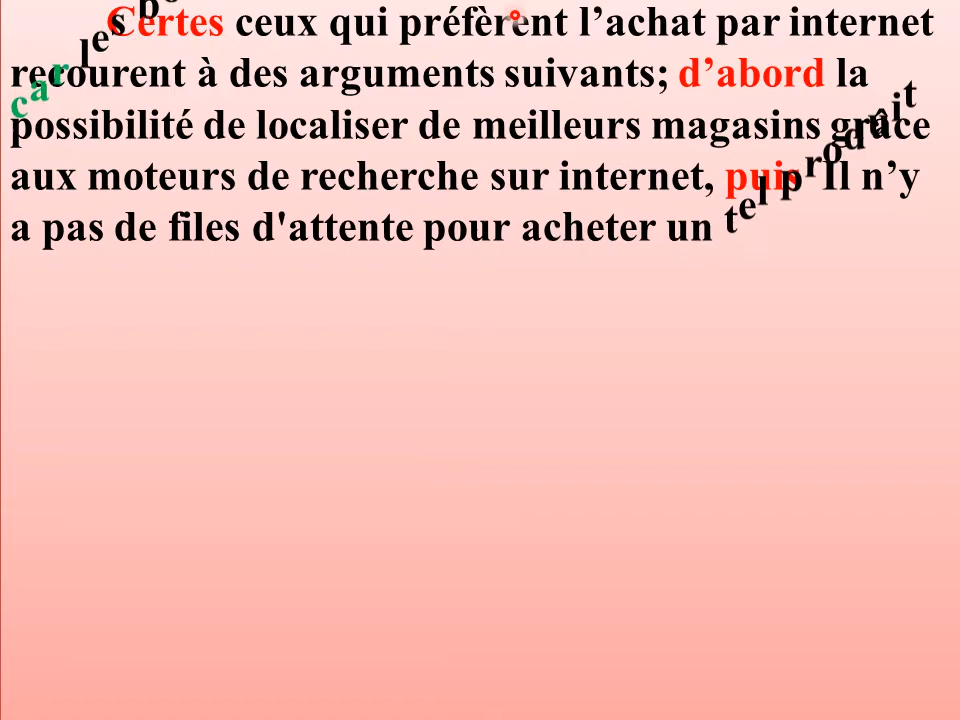 Certes ceux qui préfèrent l’achat par internet
recourent à des arguments suivants; d’abord la
possibilité de localiser de meilleurs magasins grâce
aux moteurs de recherche sur internet, puis Il n’y
a pas de files d'attente pour acheter un tel produit
car les